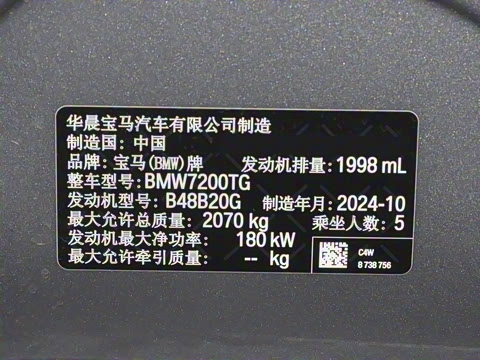 华晨宝马汽车有限公司制造
制造国: 中国
品牌: 宝马(BMW)牌 发动机排量: 1998 mL
整车型号: BMW7200TG
发动机型号: B48B20G 制造年月: 2024-10
最大允许总质量: 2070 kg 乘坐人数: 5
发动机最大净功率: 180 kW
最大允许牵引质量: -- kg
C4W
8 738 756